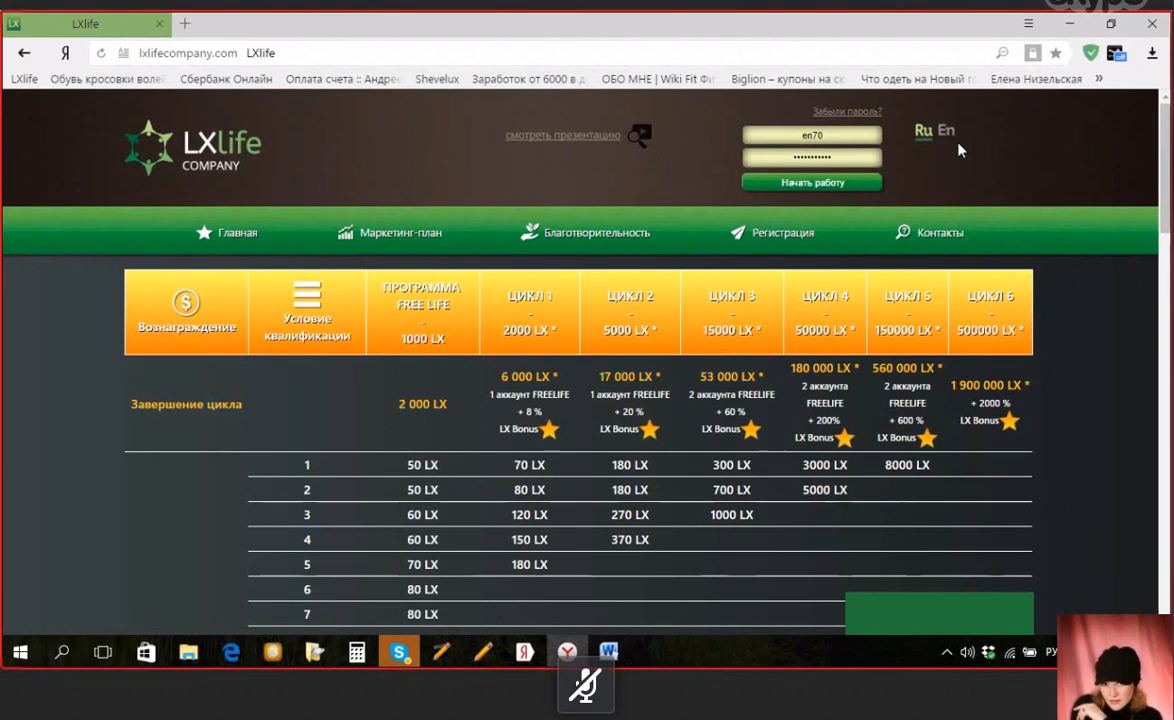 LXlife
lxlifecompany.com LXlife
LXlife
Обувь кросовки воле
Сбербанк Онлайн
Оплата счета :: Андрее
Shevelux
Заработок от 6000 в д
ОБО МНЕ | Wiki Fit Фи
Biglion – купоны на ск
Что одеть на Новый г
Елена Низельская
»
LXlife
COMPANY
смотреть презентацию
Забыли пароль?
en70
Начать работу
Ru En
Главная
Маркетинг-план
Благотворительность
Регистрация
Контакты
Вознаграждение
Условие
квалификации
ПРОГРАММА
FREE LIFE
-
1000 LX
ЦИКЛ 1
-
2000 LX *
ЦИКЛ 2
-
5000 LX *
ЦИКЛ 3
-
15000 LX *
ЦИКЛ 4
-
50000 LX *
ЦИКЛ 5
-
150000 LX *
ЦИКЛ 6
-
500000 LX *
Завершение цикла
2 000 LX
6 000 LX *
1 аккаунт FREELIFE
+ 8 %
LX Bonus
17 000 LX *
1 аккаунт FREELIFE
+ 20 %
LX Bonus
53 000 LX *
2 аккаунта FREELIFE
+ 60 %
LX Bonus
180 000 LX *
2 аккаунта
FREELIFE
+ 200%
LX Bonus
560 000 LX *
2 аккаунта
FREELIFE
+ 600 %
LX Bonus
1 900 000 LX *
+ 2000 %
LX Bonus
1 50 LX 70 LX 180 LX 300 LX 3000 LX 8000 LX
2 50 LX 80 LX 180 LX 700 LX 5000 LX
3 60 LX 120 LX 270 LX 1000 LX
4 60 LX 150 LX 370 LX
5 70 LX 180 LX
6 80 LX
7 80 LX
РУ